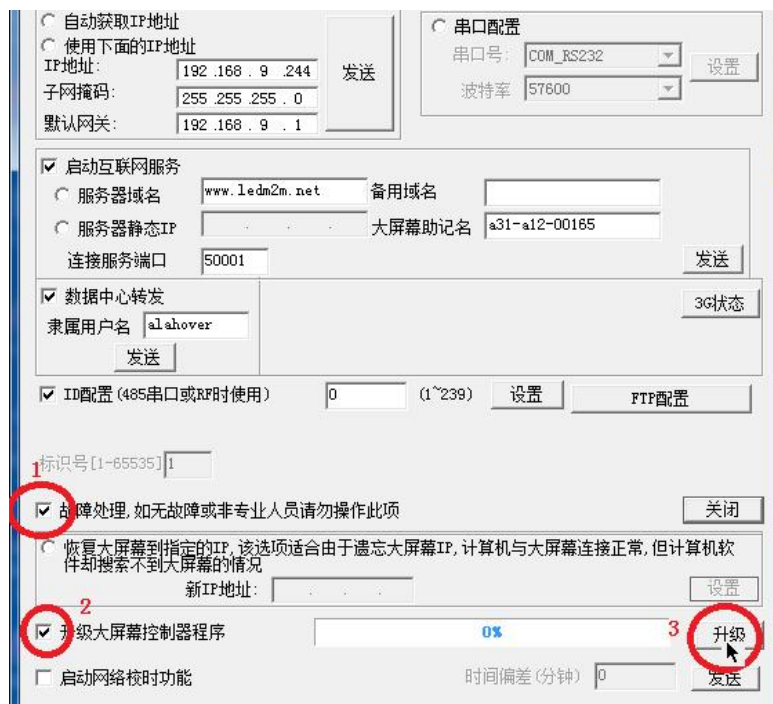 自动获取IP地址
使用下面的IP地址
IP地址: 192 .168 . 9 .244
子网掩码: 255 .255 .255 . 0
默认网关: 192 .168 . 9 . 1
发送
串口配置
串口号: COM_RS232
波特率 57600
设置
启动互联网服务
服务器域名 www.ledm2m.net 备用域名
服务器静态IP . . . 大屏幕助记名 a31-a12-00165
连接服务端口 50001 发送
数据中心转发 3G状态
隶属用户名 alahover
发送
ID配置(485串口或RF时使用) 0 (1~239) 设置 FTP配置
标识号[1-65535] 1
1
故障处理,如无故障或非专业人员请勿操作此项 关闭
恢复大屏幕到指定的IP,该选项适合由于遗忘大屏幕IP,计算机与大屏幕连接正常,但计算机软
件却搜索不到大屏幕的情况
新IP地址: . . . 设置
2
升级大屏幕控制器程序 0% 3 升级
启动网络校时功能 时间偏差(分钟) 0 发送